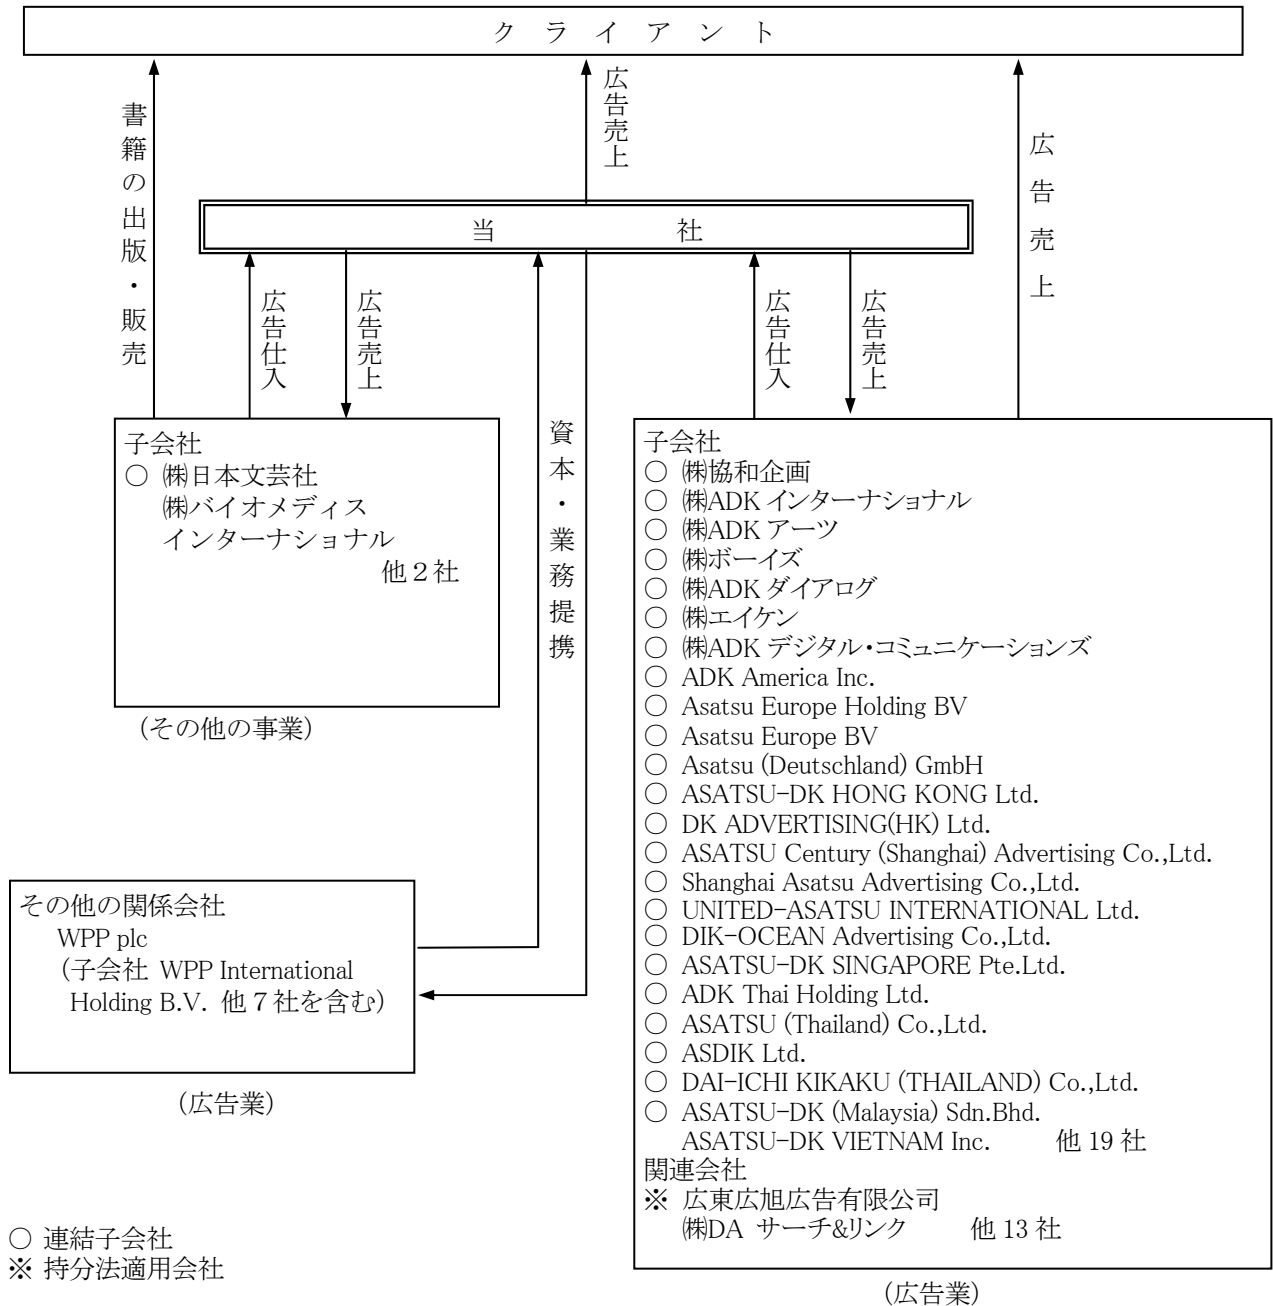 クライアント
書籍の出版・販売
広告売上
広告売上
当社
広告仕入
広告売上
資本・業務提携
広告仕入
広告売上
子会社
○ ㈱日本文芸社
㈱バイオメディス
インターナショナル
他２社
(その他の事業)
その他の関係会社
WPP plc
(子会社 WPP International
Holding B.V. 他７社を含む)
(広告業)
子会社
○ ㈱協和企画
○ ㈱ADK インターナショナル
○ ㈱ADK アーツ
○ ㈱ボーイズ
○ ㈱ADK ダイアログ
○ ㈱エイケン
○ ㈱ADK デジタル・コミュニケーションズ
○ ADK America Inc.
○ Asatsu Europe Holding BV
○ Asatsu Europe BV
○ Asatsu (Deutschland) GmbH
○ ASATSU-DK HONG KONG Ltd.
○ DK ADVERTISING(HK) Ltd.
○ ASATSU Century (Shanghai) Advertising Co.,Ltd.
○ Shanghai Asatsu Advertising Co.,Ltd.
○ UNITED-ASATSU INTERNATIONAL Ltd.
○ DIK-OCEAN Advertising Co.,Ltd.
○ ASATSU-DK SINGAPORE Pte.Ltd.
○ ADK Thai Holding Ltd.
○ ASATSU (Thailand) Co.,Ltd.
○ ASDIK Ltd.
○ DAI-ICHI KIKAKU (THAILAND) Co.,Ltd.
○ ASATSU-DK (Malaysia) Sdn.Bhd.
ASATSU-DK VIETNAM Inc. 他 19 社
関連会社
※ 広東広旭広告有限公司
㈱DA サーチ&リンク 他 13 社
(広告業)
○ 連結子会社
※ 持分法適用会社